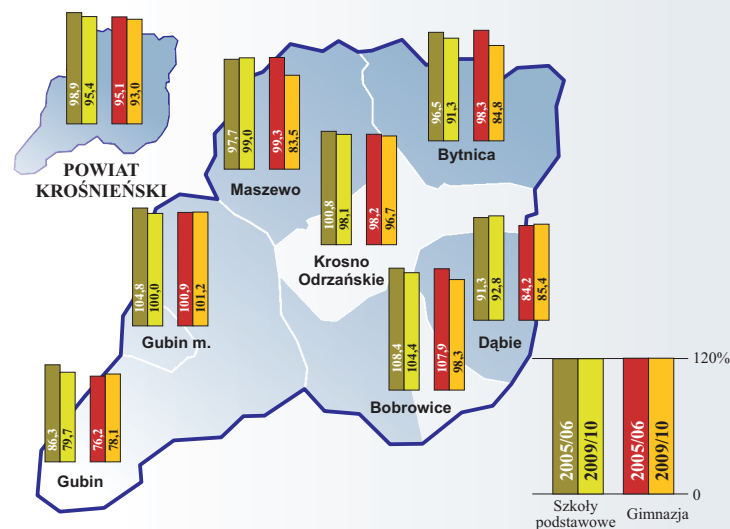 98,9
95,4
95,1
93,0
POWIAT
KROŚNIEŃSKI
97,7
99,0
99,3
83,5
Maszewo
96,5
91,3
98,3
84,8
Bytnica
100,8
98,1
98,2
96,7
Krosno
Odrzańskie
104,8
100,0
100,9
101,2
Gubin m.
91,3
92,8
84,2
85,4
Dąbie
108,4
104,4
107,9
98,3
Bobrowice
86,3
79,7
76,2
78,1
Gubin
120%
2005/06
2009/10
2005/06
2009/10
0
Szkoły
podstawowe
Gimnazja